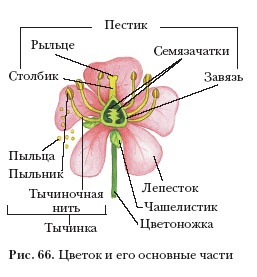 Пестик
Рыльце
Семязачатки
Столбик
Завязь
Пыльца
Пыльник
Тычиночная
нить
Тычинка
Лепесток
Чашелистик
Цветоножка
Рис. 66. Цветок и его основные части